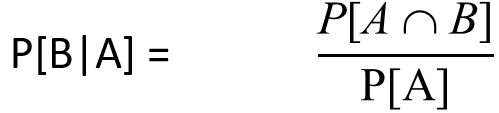 P[B|A] = P[A ∩ B]
P[A]